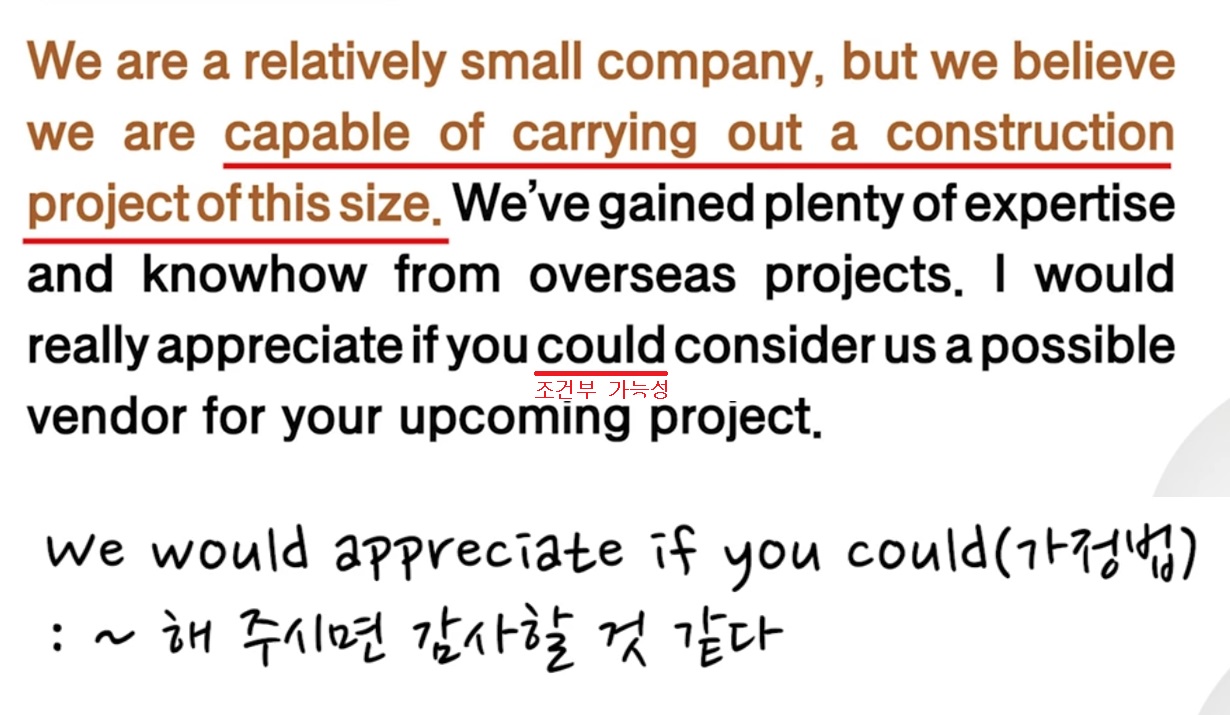 We are a relatively small company, but we believe
we are capable of carrying out a construction
project of this size. We've gained plenty of expertise
and knowhow from overseas projects. I would
really appreciate if you could consider us a possible
조건부 가능성
vendor for your upcoming project.
We would appreciate if you could(가정법)
: ~ 해 주시면 감사할 것 같다